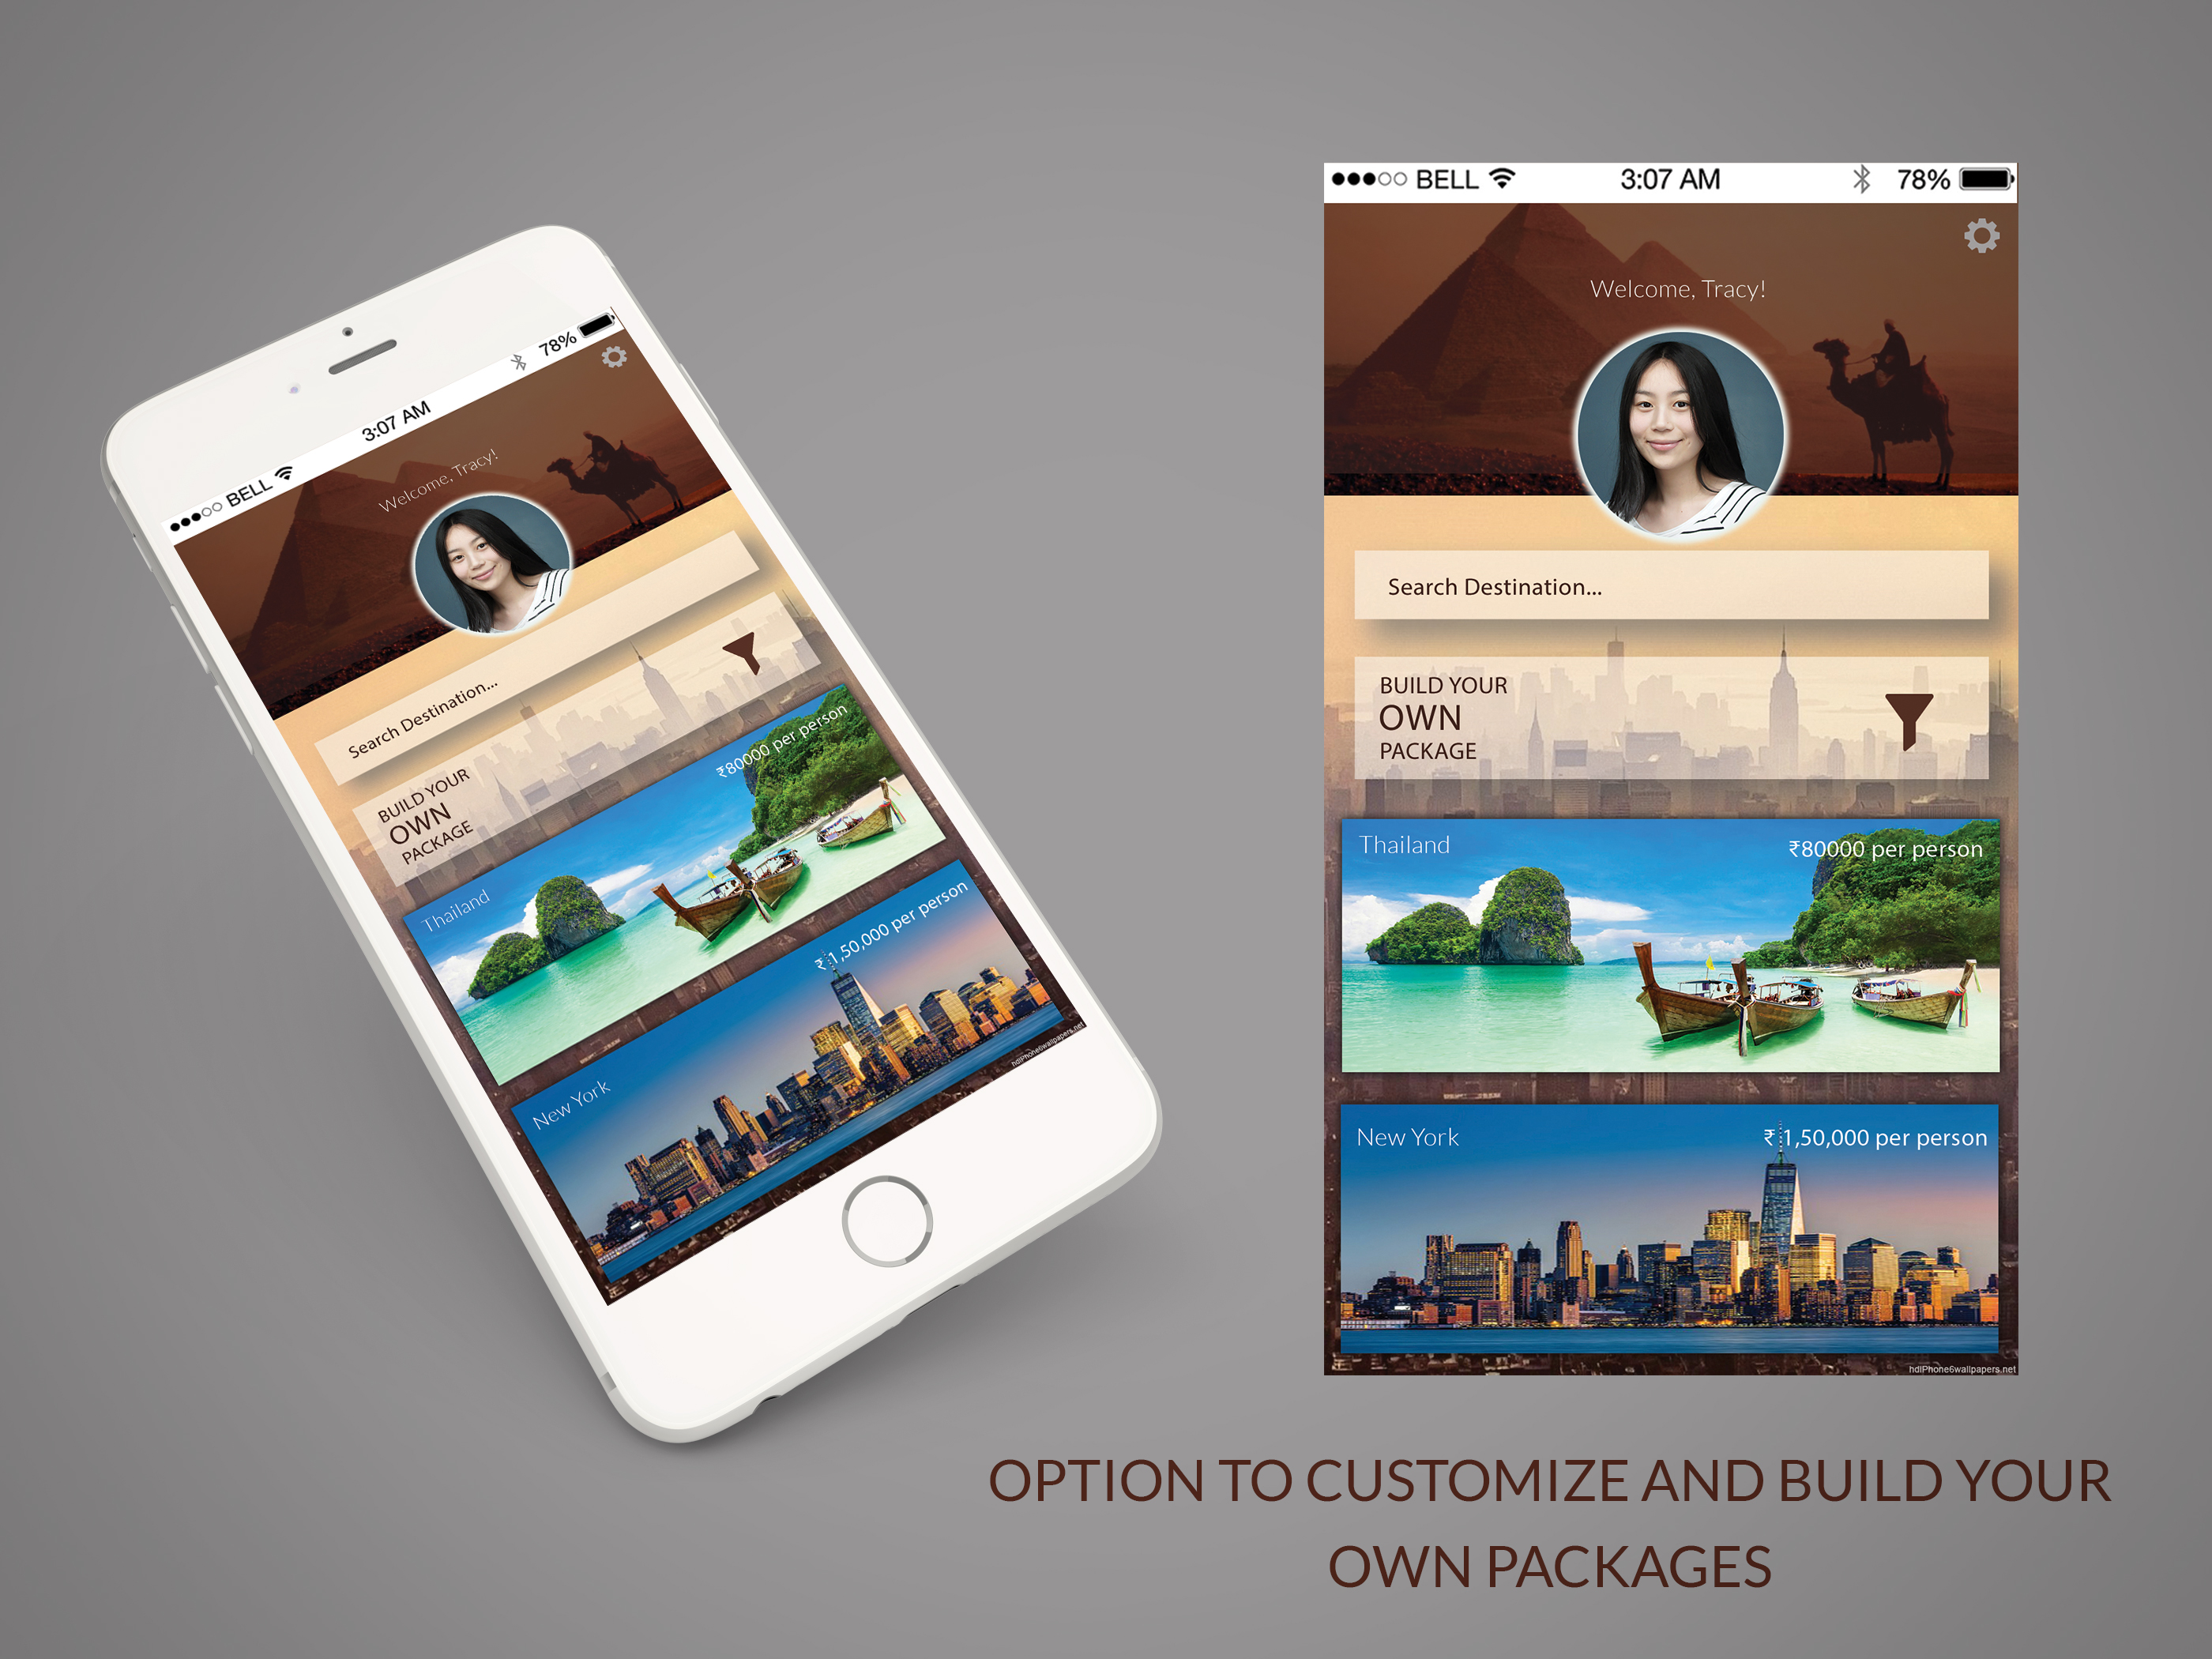 BELL 3:07 AM 78%
Welcome, Tracy!
Search Destination...
BUILD YOUR
OWN
PACKAGE
Thailand ₹80000 per person
New York ₹ 1,50,000 per person
hdiPhone6wallpapers.net
BELL 3:07 AM 78%
Welcome, Tracy!
Search Destination...
BUILD YOUR
OWN
PACKAGE
Thailand ₹80000 per person
New York ₹ 1,50,000 per person
hdiPhone6wallpapers.net
OPTION TO CUSTOMIZE AND BUILD YOUR
OWN PACKAGES